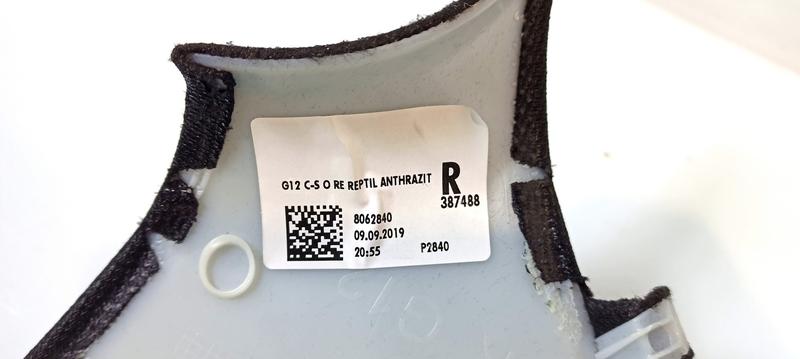 G12 C-S O RE REPTIL ANTHRAZIT
R
387488
8062840
09.09.2019
20:55 P2840